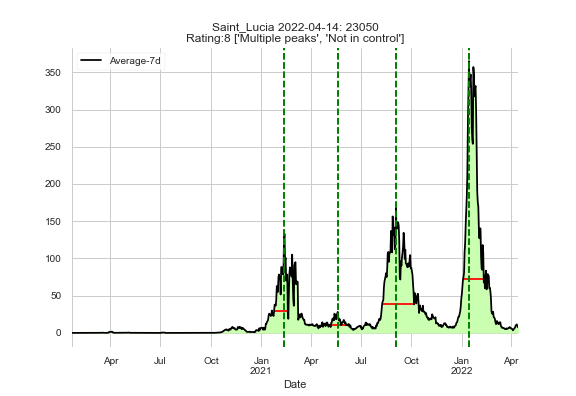 Saint_Lucia 2022-04-14: 23050
Rating:8 ['Multiple peaks', 'Not in control']
Average-7d
350
300
250
200
150
100
50
0
Apr Jul Oct Jan Apr Jul Oct Jan Apr
2021 2022
Date